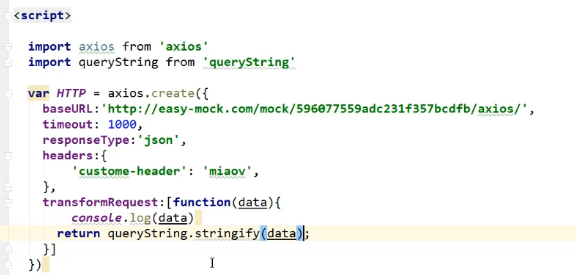 <script>
import axios from 'axios'
import queryString from 'queryString'
var HTTP = axios.create({
baseURL:'http://easy-mock.com/mock/596077559adc231f357bcdfb/axios/',
timeout: 1000,
responseType:'json',
headers:{
'custome-header': 'miaov',
},
transformRequest:[function(data){
console.log(data)
return queryString.stringify(data);
}]
})